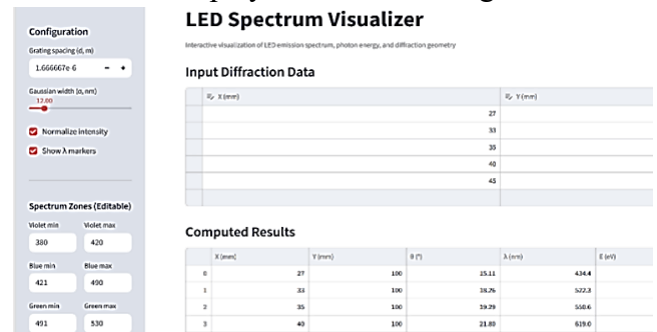 LED Spectrum Visualizer
Interactive visualization of LED emission spectrum, photon energy, and diffraction geometry
Configuration
Grating spacing (d, m)
1.666667e-6 - +
Gaussian width (σ, nm)
12.00
Normalize intensity
Show λ markers
Spectrum Zones (Editable)
Violet min Violet max
380 420
Blue min Blue max
421 490
Green min Green max
491 530
Input Diffraction Data
X (mm) Y (mm)
27
33
35
40
45
Computed Results
X (mm) Y (mm) θ (°) λ (nm) E (eV)
0 27 100 15.11 434.4
1 33 100 18.26 522.3
2 35 100 19.29 550.6
3 40 100 21.80 619.0